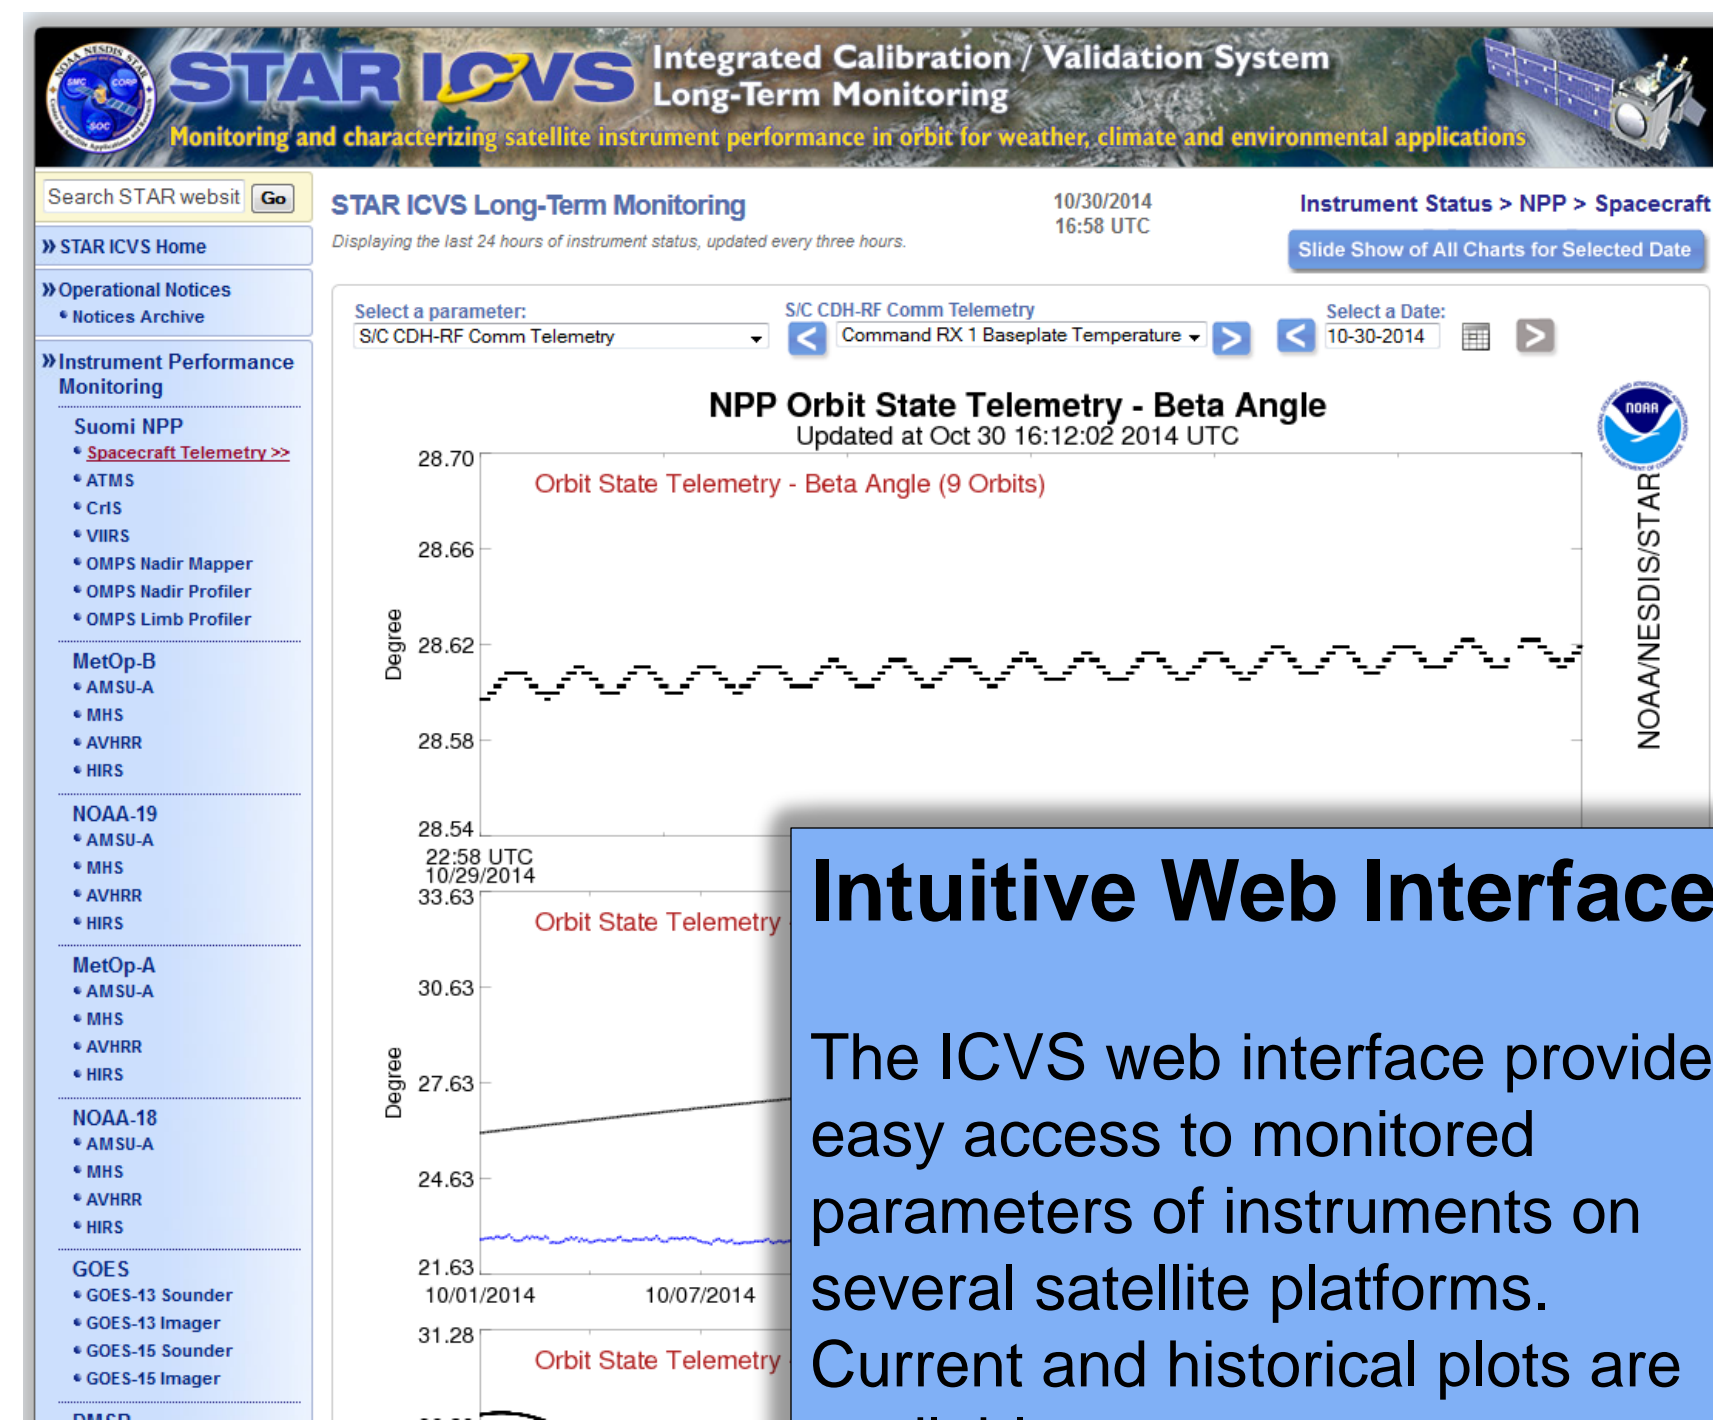 STAR ICVS
Integrated Calibration / Validation System
Long-Term Monitoring
Monitoring and characterizing satellite instrument performance in orbit for weather, climate and environmental applications
Search STAR websit Go
» STAR ICVS Home
» Operational Notices
• Notices Archive
» Instrument Performance
Monitoring
Suomi NPP
• Spacecraft Telemetry >>
• ATMS
• CrIS
• VIIRS
• OMPS Nadir Mapper
• OMPS Nadir Profiler
• OMPS Limb Profiler
MetOp-B
• AMSU-A
• MHS
• AVHRR
• HIRS
NOAA-19
• AMSU-A
• MHS
• AVHRR
• HIRS
MetOp-A
• AMSU-A
• MHS
• AVHRR
• HIRS
NOAA-18
• AMSU-A
• MHS
• AVHRR
• HIRS
GOES
• GOES-13 Sounder
• GOES-13 Imager
• GOES-15 Sounder
• GOES-15 Imager
STAR ICVS Long-Term Monitoring
Displaying the last 24 hours of instrument status, updated every three hours.
10/30/2014
16:58 UTC
Instrument Status > NPP > Spacecraft
Slide Show of All Charts for Selected Date
Select a parameter:
S/C CDH-RF Comm Telemetry
S/C CDH-RF Comm Telemetry
< Command RX 1 Baseplate Temperature >
Select a Date:
< 10-30-2014 >
NPP Orbit State Telemetry - Beta Angle
Updated at Oct 30 16:12:02 2014 UTC
NOAA
NOAA/NESDIS/STAR
Orbit State Telemetry - Beta Angle (9 Orbits)
28.70
28.66
28.62
28.58
28.54
Degree
22:58 UTC
10/29/2014
Orbit State Telemetry
33.63
30.63
27.63
24.63
21.63
Degree
10/01/2014 10/07/2014
31.28
Orbit State Telemetry
Intuitive Web Interface
The ICVS web interface provide
easy access to monitored
parameters of instruments on
several satellite platforms.
Current and historical plots are